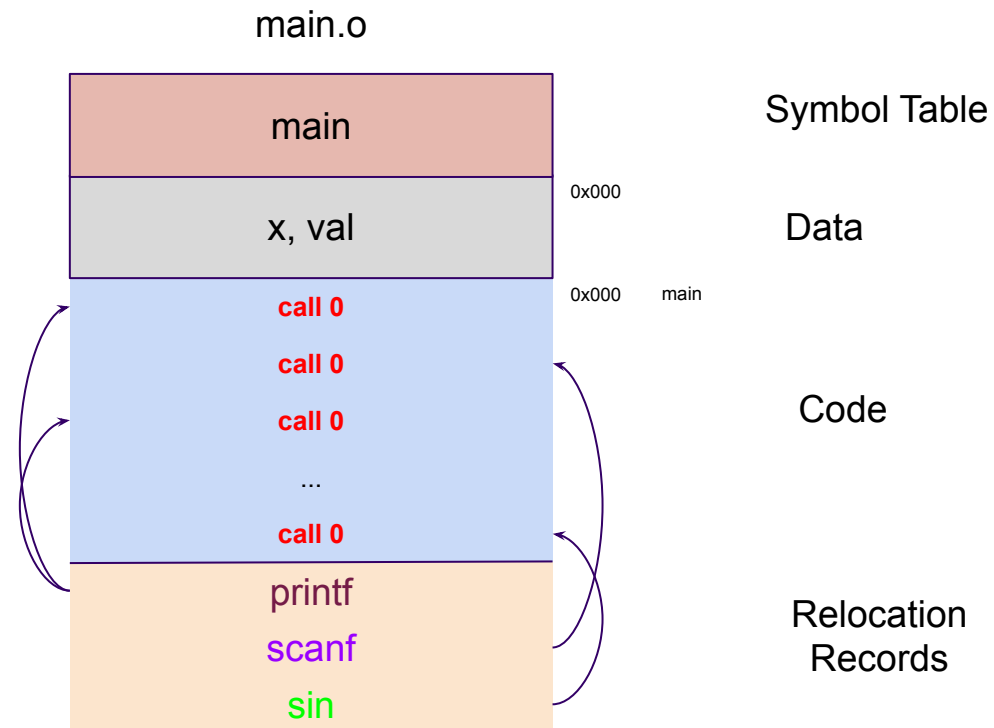 main.o
main
Symbol Table
0x000
x, val
Data
call 0
0x000
main
call 0
call 0
Code
...
call 0
printf
scanf
sin
Relocation
Records